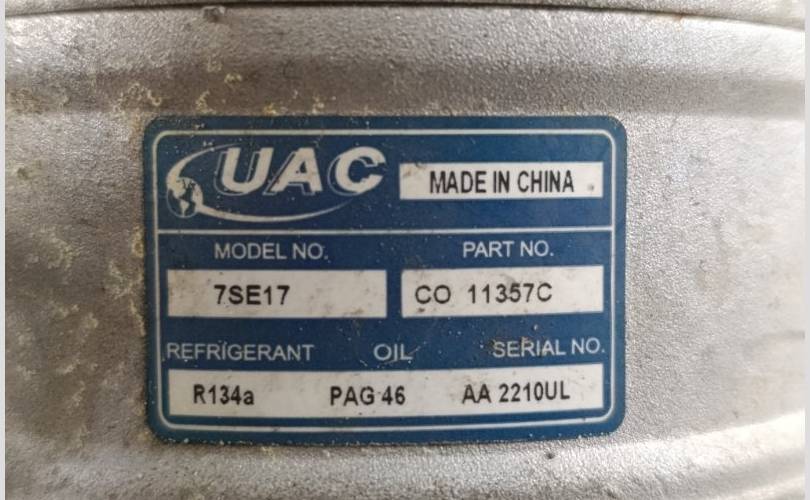 UAC MADE IN CHINA
MODEL NO. PART NO.
7SE17 CO 11357C
REFRIGERANT OIL SERIAL NO.
R134a PAG 46 AA 2210UL